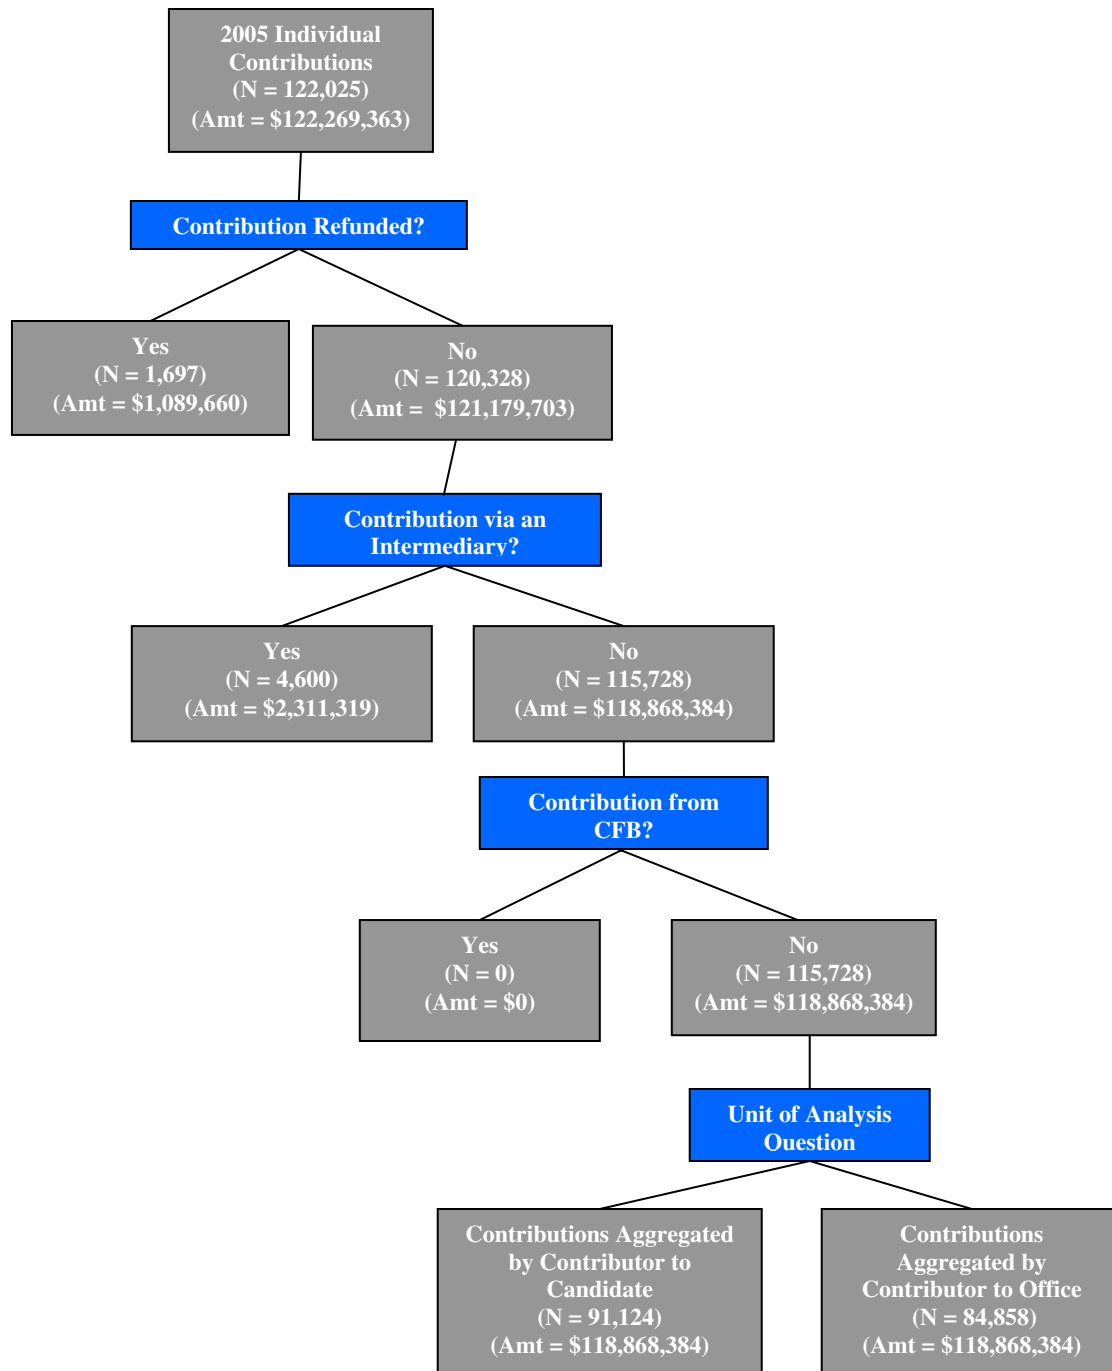 2005 Individual
Contributions
(N = 122,025)
(Amt = $122,269,363)
Contribution Refunded?
Yes
(N = 1,697)
(Amt = $1,089,660)
No
(N = 120,328)
(Amt =  $121,179,703)
Contribution via an
Intermediary?
Yes
(N = 4,600)
(Amt = $2,311,319)
No
(N = 115,728)
(Amt = $118,868,384)
Contribution from
CFB?
Yes
(N = 0)
(Amt = $0)
No
(N = 115,728)
(Amt = $118,868,384)
Unit of Analysis
Question
Contributions Aggregated
by Contributor to
Candidate
(N = 91,124)
(Amt = $118,868,384)
Contributions
Aggregated by
Contributor to Office
(N = 84,858)
(Amt = $118,868,384)